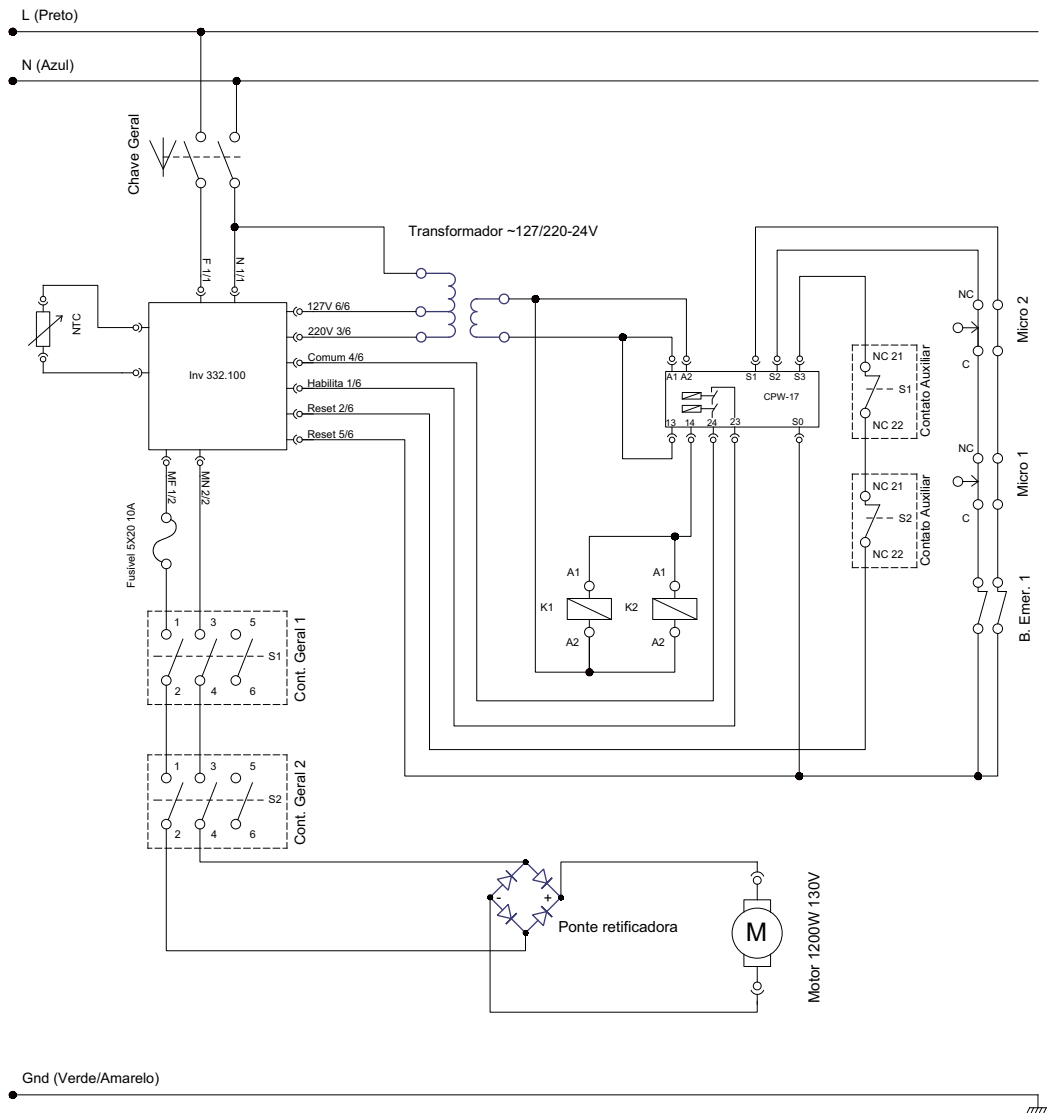 L (Preto)
N (Azul)
Chave Geral
Transformador ~127/220-24V
F 1/1
N 1/1
NTC
Inv 332.100
127V 6/6
220V 3/6
Comum 4/6
Habilita 1/6
Reset 2/6
Reset 5/6
MF 1/2
MN 2/2
Fusivel 5X20 10A
A1 A2 S1 S2 S3
CPW-17
13 14 24 23 S0
NC 21
S1
NC 22
Contato Auxiliar
NC 21
S2
NC 22
Contato Auxiliar
NC
C
Micro 2
NC
C
Micro 1
B. Emer. 1
A1 A1
K1 K2
A2 A2
1 3 5
S1
2 4 6
Cont. Geral 1
1 3 5
S2
2 4 6
Cont. Geral 2
- +
Ponte retificadora
M
Motor 1200W 130V
Gnd (Verde/Amarelo)